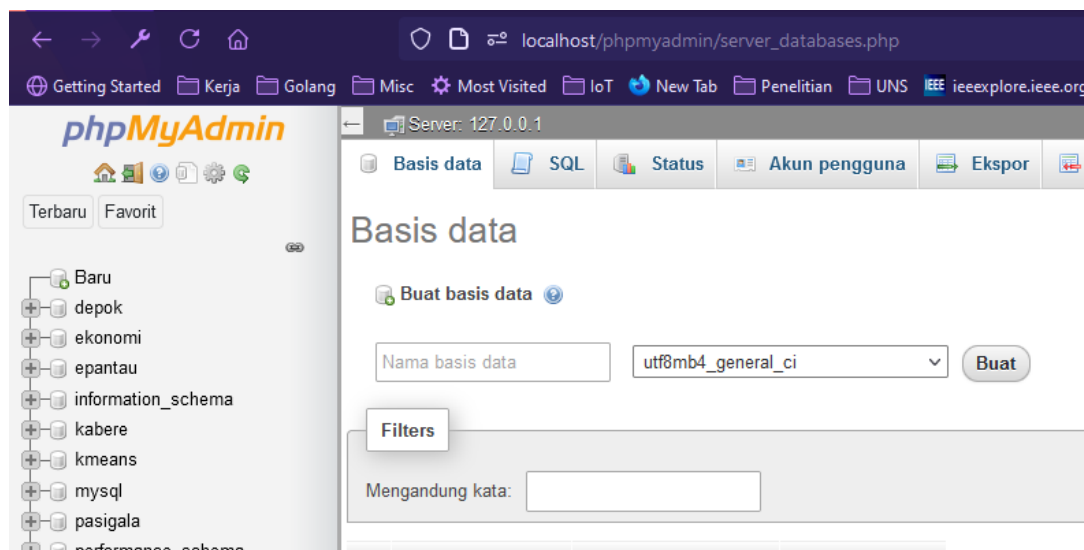 localhost/phpmyadmin/server_databases.php
Getting Started Kerja Golang Misc Most Visited IoT New Tab Penelitian UNS IEEE ieeexplore.ieee.org
phpMyAdmin
Terbaru Favorit
Baru
depok
ekonomi
epantau
information_schema
kabere
kmeans
mysql
pasigala
performance_schema
Server: 127.0.0.1
Basis data SQL Status Akun pengguna Ekspor
Basis data
Buat basis data
Nama basis data utf8mb4_general_ci Buat
Filters
Mengandung kata: